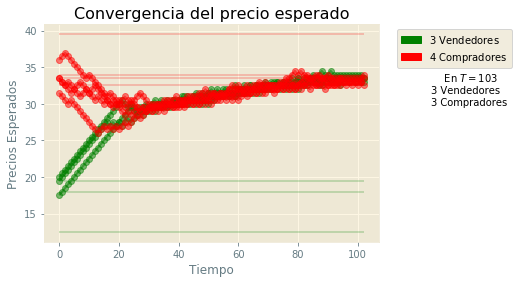 Convergencia del precio esperado
Precios Esperados
40
35
30
25
20
15
0
20
40
60
80
100
Tiempo
3 Vendedores
4 Compradores
En T = 103
3 Vendedores
3 Compradores